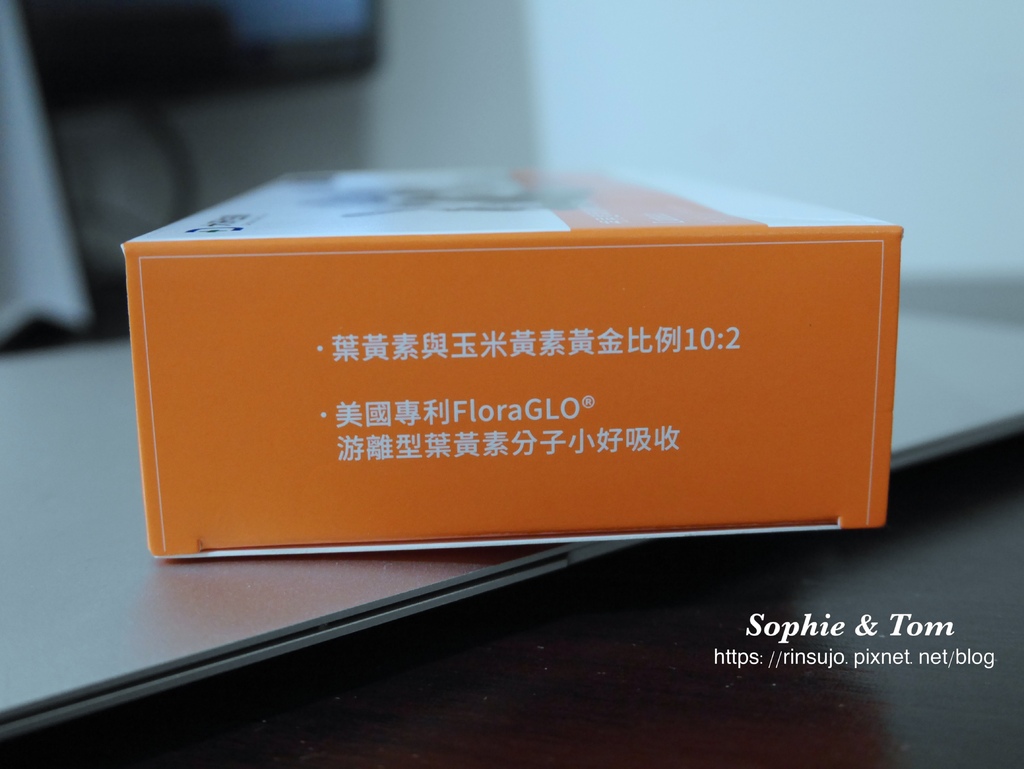 ·葉黃素與玉米黃素黃金比例10:2
·美國專利FloraGLO®
游離型葉黃素分子小好吸收
Sophie & Tom
https://rinsujo.pixnet.net/blog